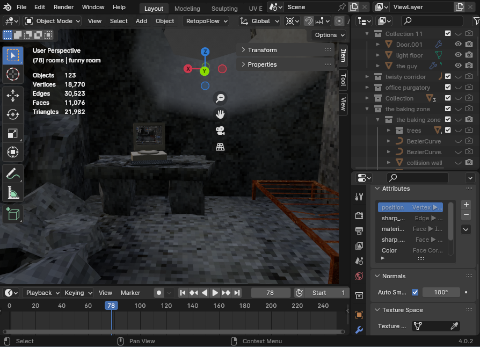 File Edit Render Window Help Layout Modeling Sculpting UV E Scene ViewLayer
Object Mode View Select Add Object RetopoFlow Global
Options
User Perspective
(78) rooms | funny room
Objects 123
Vertices 18,770
Edges 30,523
Faces 11,076
Triangles 21,982
Transform
Properties
Item
Tool
View
Collection 11
Door.001
light floor
the guy
twisty corridor
office purgatory
Collection
the baking zone
the baking zone
trees
BezierCurve
BezierCurve
collision wall
Attributes
position Vertex
sharp_... Edge
materi... Face
sharp_... Face
Color Face Cor...
Normals
Auto Sm... 180°
Texture Space
Texture ...
Playback Keying View Marker 78 Start 1
0 20 40 60 78 100 120 140 160 180 200 220 240
Select Pan View Context Menu 4.0.2